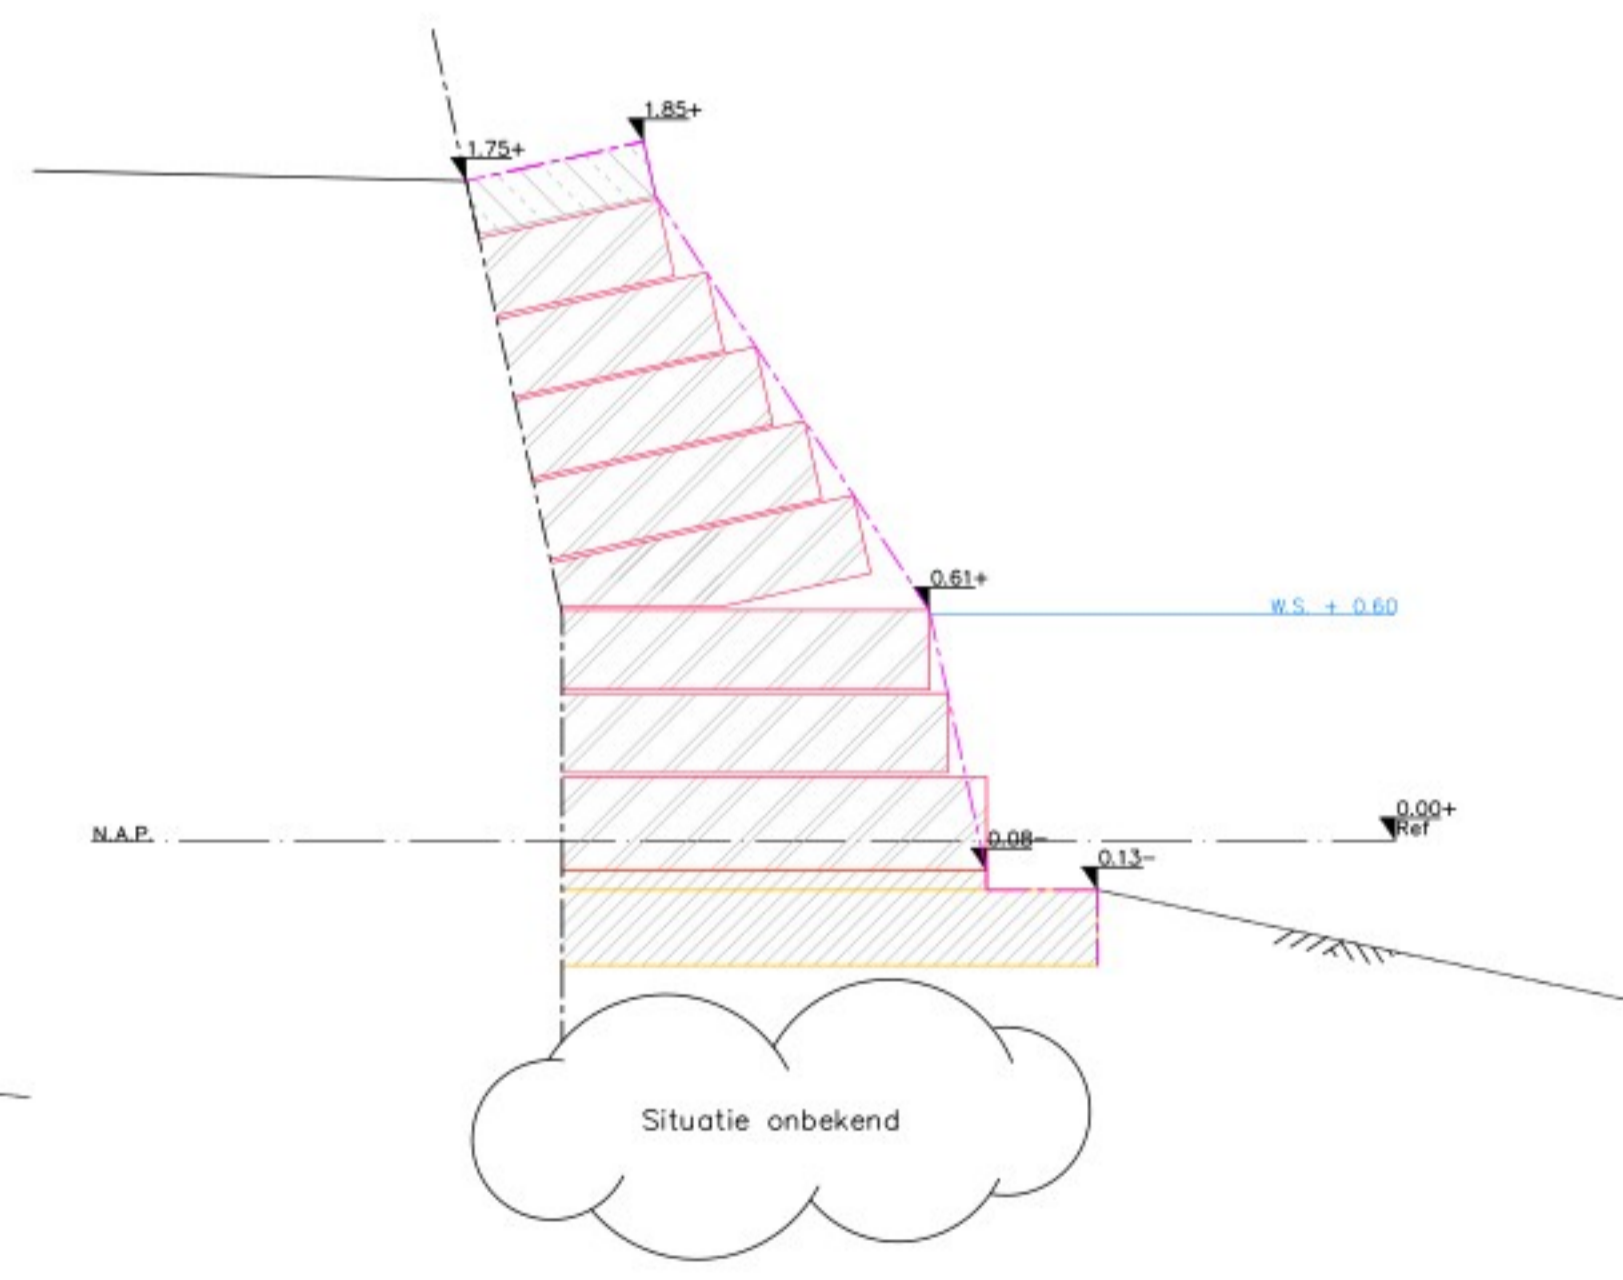 1.85+
1.75+
0.61+
W.S. + 0.60
0.00+
Ref
N.A.P.
0.08-
0.13-
Situatie onbekend